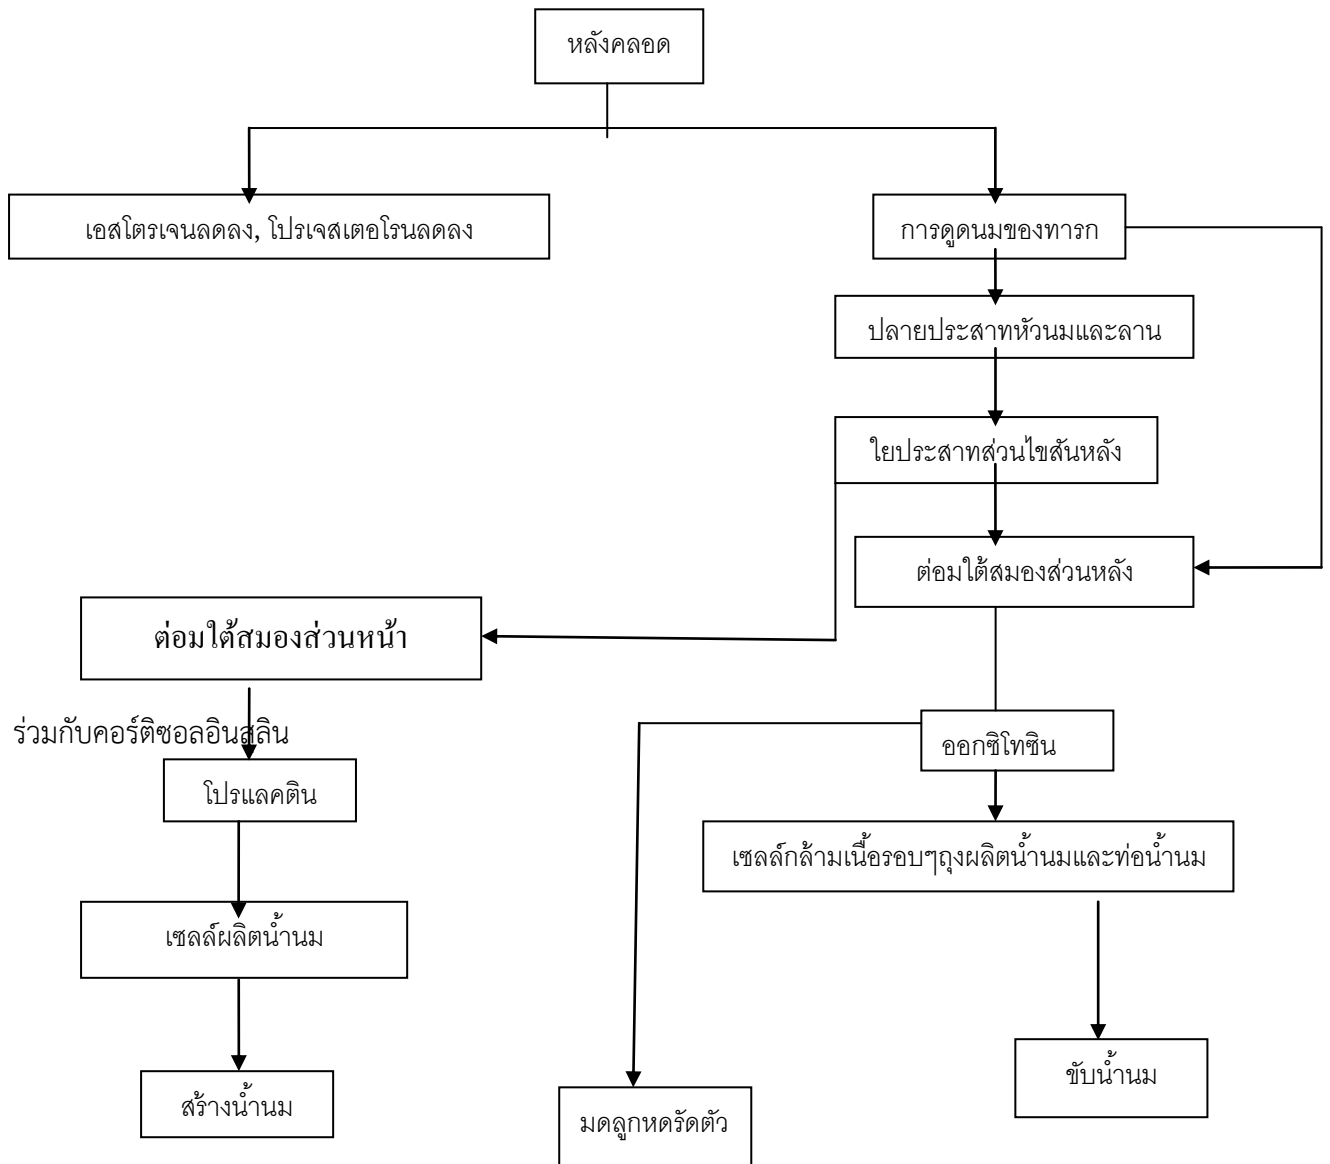 หลังคลอด
เอสโตรเจนลดลง, โปรเจสเตอโรนลดลง
การดูดนมของทารก
ปลายประสาทหัวนมและลาน
ใยประสาทส่วนไขสันหลัง
ต่อมใต้สมองส่วนหลัง
ต่อมใต้สมองส่วนหน้า
ร่วมกับคอร์ติซอลอินสุลิน
ออกซิโทซิน
โปรแลคติน
เซลล์กล้ามเนื้อรอบๆถุงผลิตน้ำนมและท่อน้ำนม
เซลล์ผลิตน้ำนม
ขับน้ำนม
สร้างน้ำนม
มดลูกหดรัดตัว